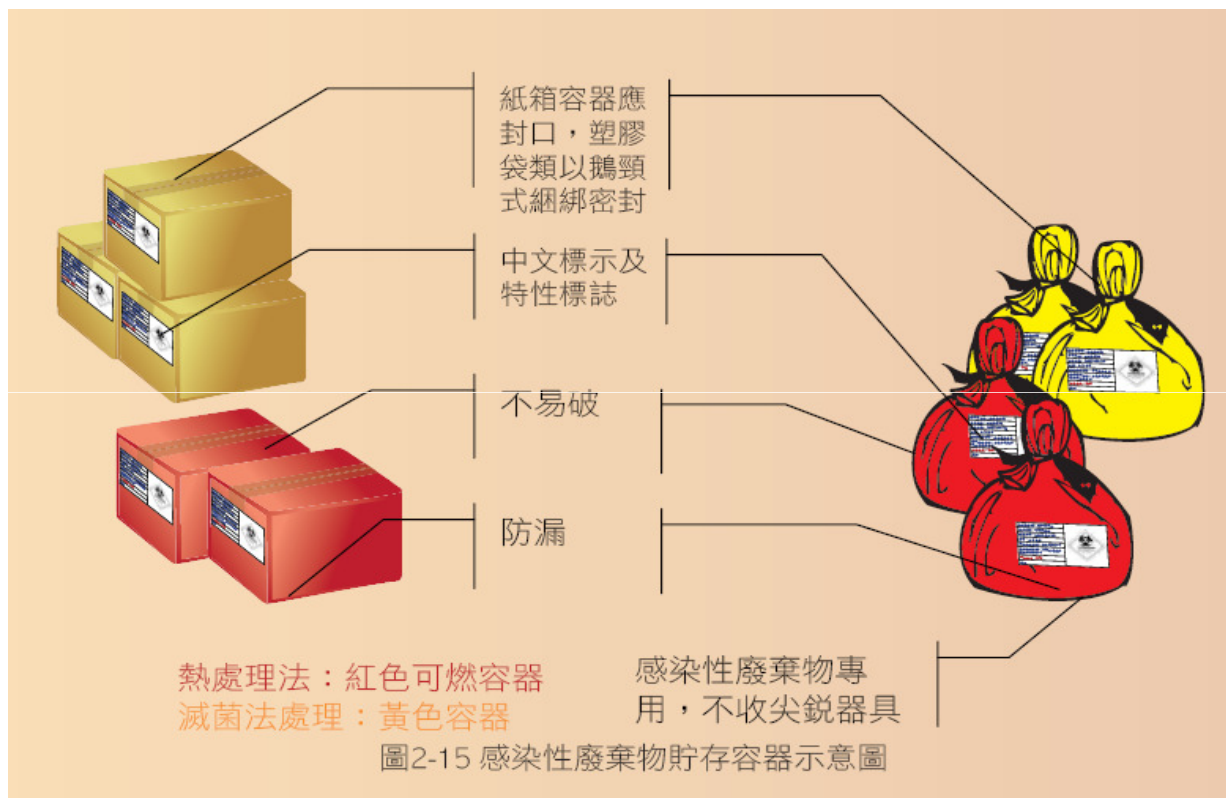 紙箱容器應
封口，塑膠
袋類以鵝頸
式綑綁密封
中文標示及
特性標誌
不易破
防漏
熱處理法：紅色可燃容器
滅菌法處理：黃色容器
感染性廢棄物專
用，不收尖銳器具
圖2-15 感染性廢棄物貯存容器示意圖